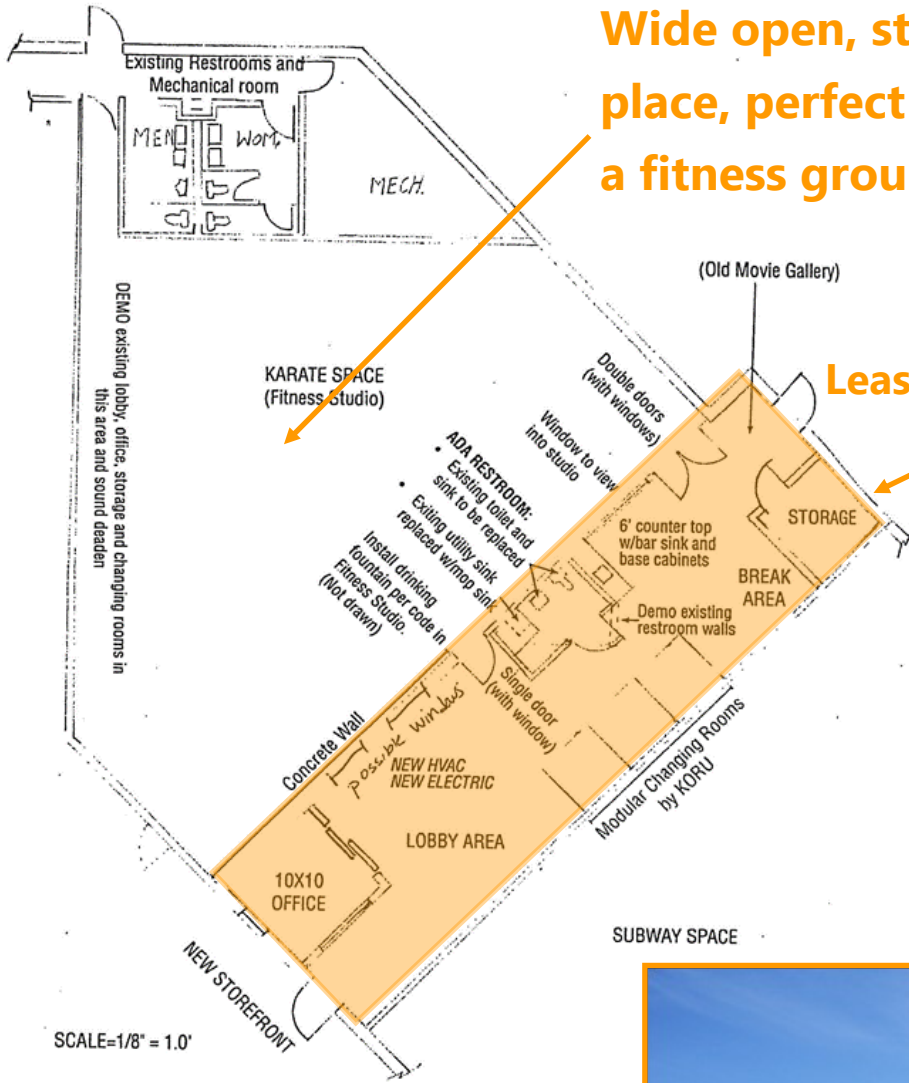 Wide open, st
place, perfect
a fitness grou
Existing Restrooms and
Mechanical room
MEN
WOM.
MECH.
(Old Movie Gallery)
Leas
DEMO existing lobby, office, storage and changing rooms in
this area and sound deaden
KARATE SPACE
(Fitness Studio)
Double doors
(with windows)
Window to view
into studio
ADA RESTROOM:
• Existing toilet and
sink to be replaced
• Exiting utility sink
replaced w/mop sink
Install drinking
fountain per code in
Fitness Studio.
(Not drawn)
STORAGE
6' counter top
w/bar sink and
base cabinets
BREAK
AREA
Demo existing
restroom walls
Single door
(with window)
Concrete Wall
possible windows
NEW HVAC
NEW ELECTRIC
Modular Changing Rooms
by KORU
LOBBY AREA
10X10
OFFICE
SUBWAY SPACE
NEW STOREFRONT
SCALE=1/8" = 1.0'